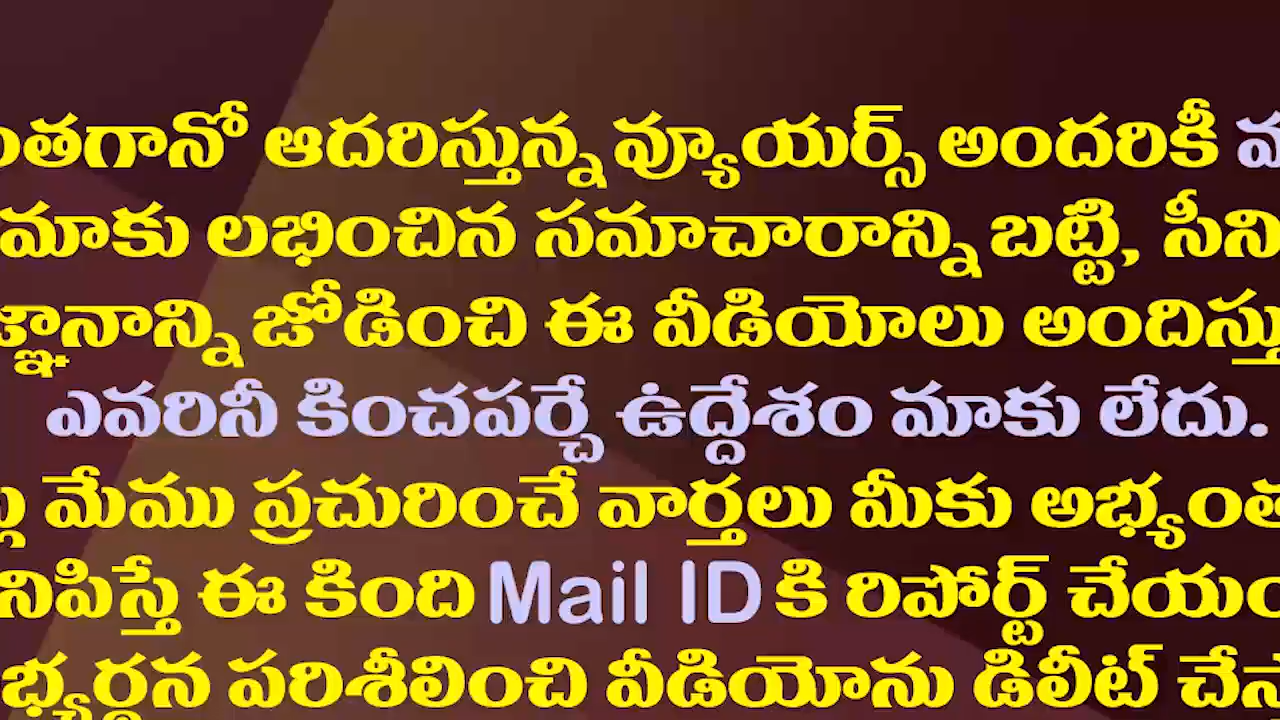 ంతగానో ఆదరిస్తున్న వ్యూయర్స్ అందరికీ
మాకు లభించిన సమాచారాన్ని బట్టి, సీని
జ్ఞానాన్ని జోడించి ఈ వీడియోలు అందిస్తు
ఎవరినీ కించపర్చే ఉద్దేశం మాకు లేదు.
మేము ప్రచురించే వార్తలు మీకు అభ్యంత
నిపిస్తే ఈ కింది Mail ID కి రిపోర్ట్ చేయం
భ్యర్థన పరిశీలించి వీడియోను డిలీట్ చేస